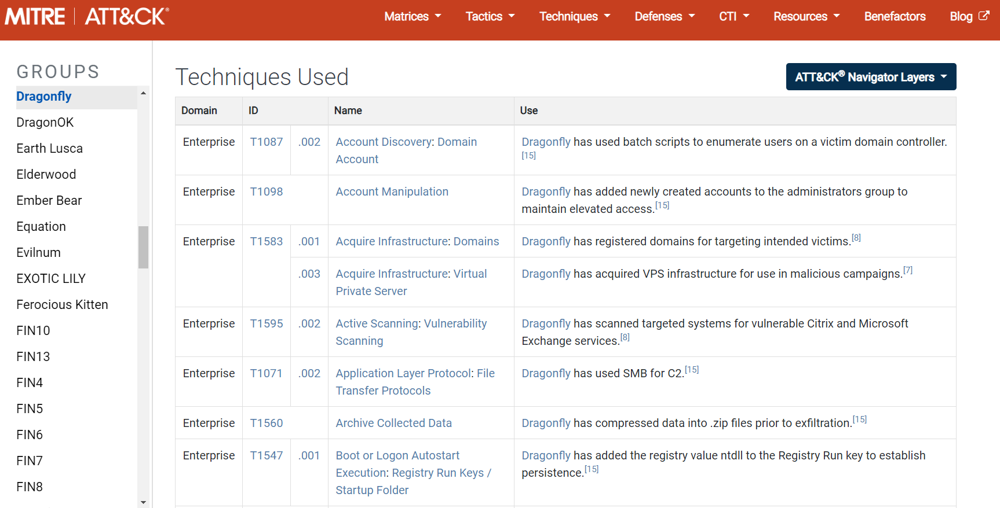 MITRE | ATT&CK®
Matrices
Tactics
Techniques
Defenses
CTI
Resources
Benefactors
Blog
GROUPS
Dragonfly
DragonOK
Earth Lusca
Elderwood
Ember Bear
Equation
Evilnum
EXOTIC LILY
Ferocious Kitten
FIN10
FIN13
FIN4
FIN5
FIN6
FIN7
FIN8
Techniques Used
ATT&CK® Navigator Layers
Domain ID Name Use
Enterprise T1087 .002 Account Discovery: Domain
Account
Dragonfly has used batch scripts to enumerate users on a victim domain controller.
[15]
Enterprise T1098 Account Manipulation
Dragonfly has added newly created accounts to the administrators group to
maintain elevated access.[15]
Enterprise T1583 .001 Acquire Infrastructure: Domains
Dragonfly has registered domains for targeting intended victims.[8]
.003 Acquire Infrastructure: Virtual
Private Server
Dragonfly has acquired VPS infrastructure for use in malicious campaigns.[7]
Enterprise T1595 .002 Active Scanning: Vulnerability
Scanning
Dragonfly has scanned targeted systems for vulnerable Citrix and Microsoft
Exchange services.[8]
Enterprise T1071 .002 Application Layer Protocol: File
Transfer Protocols
Dragonfly has used SMB for C2.[15]
Enterprise T1560 Archive Collected Data
Dragonfly has compressed data into .zip files prior to exfiltration.[15]
Enterprise T1547 .001 Boot or Logon Autostart
Execution: Registry Run Keys /
Startup Folder
Dragonfly has added the registry value ntdll to the Registry Run key to establish
persistence.[15]